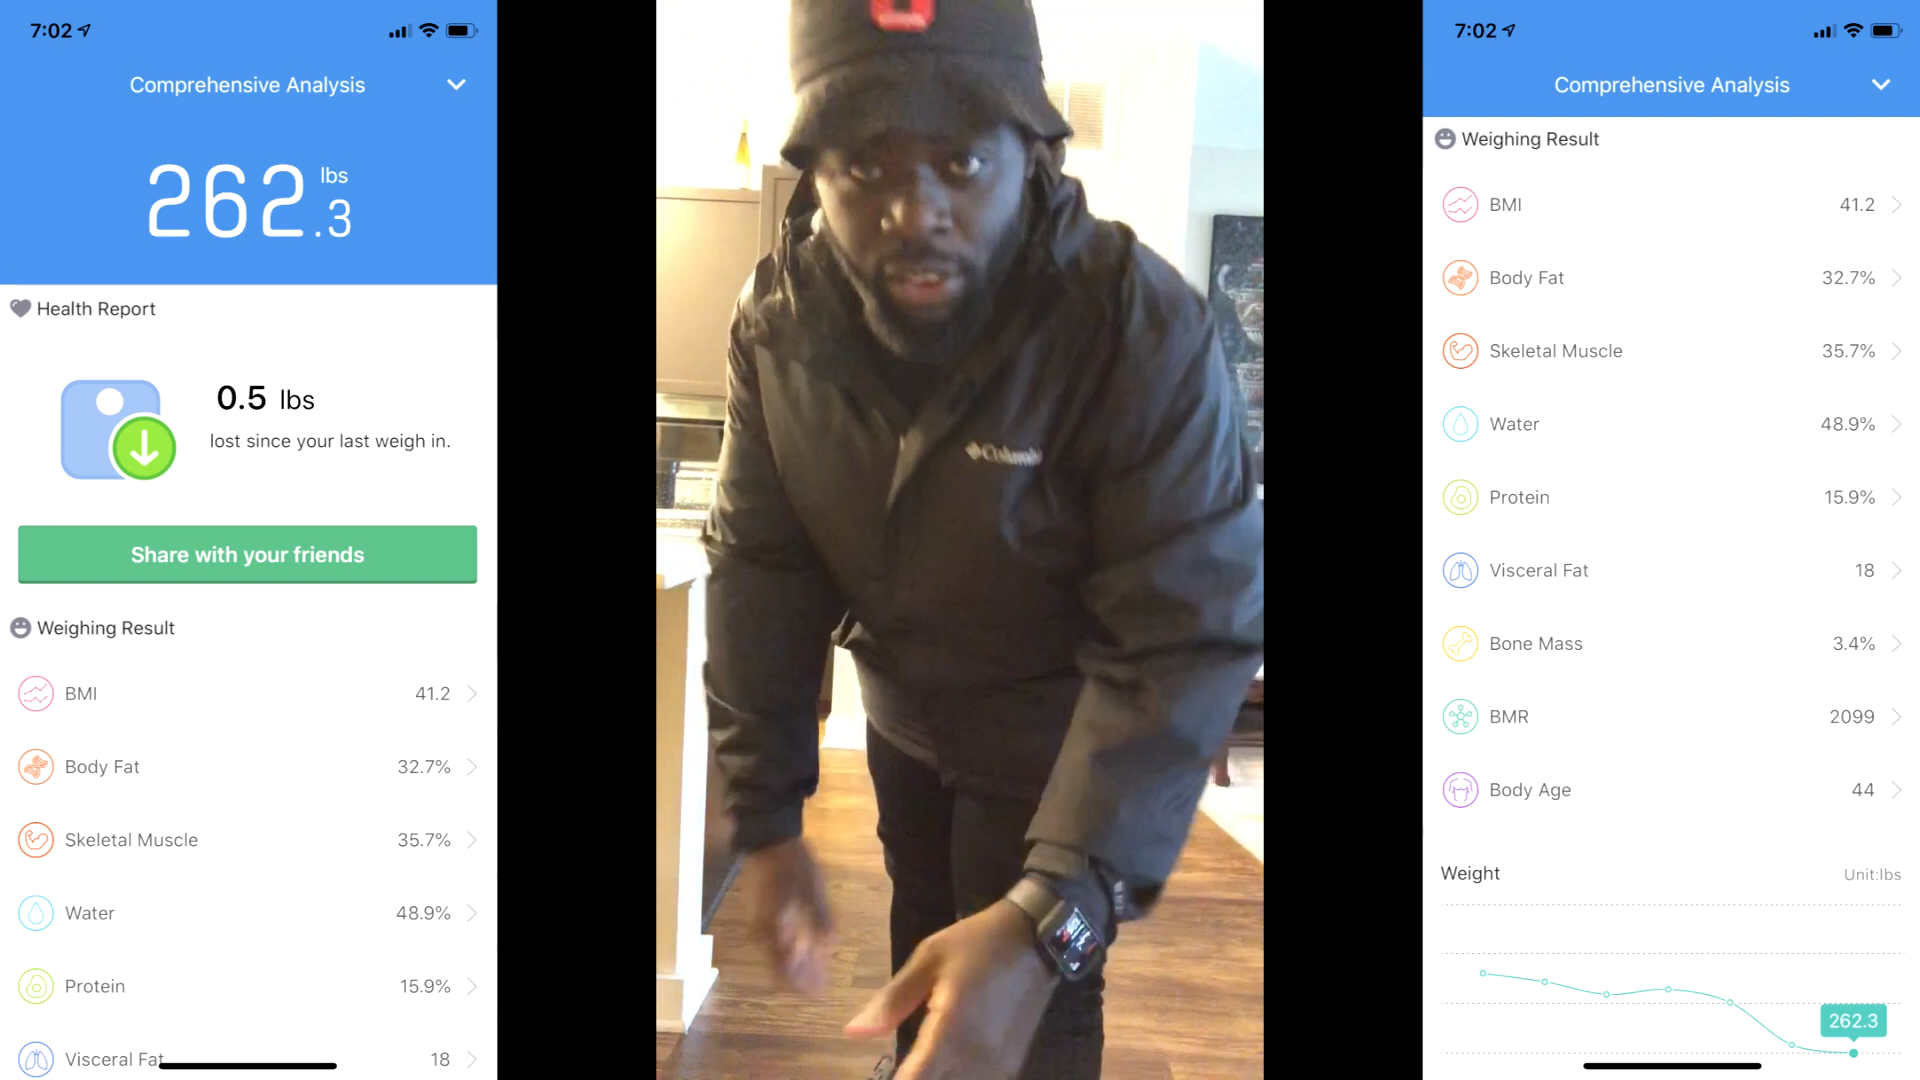 7:02
Comprehensive Analysis
262.3 lbs
Health Report
0.5 lbs
lost since your last weigh in.
Share with your friends
Weighing Result
BMI 41.2
Body Fat 32.7%
Skeletal Muscle 35.7%
Water 48.9%
Protein 15.9%
Visceral Fat 18
Columbia
7:02
Comprehensive Analysis
Weighing Result
BMI 41.2
Body Fat 32.7%
Skeletal Muscle 35.7%
Water 48.9%
Protein 15.9%
Visceral Fat 18
Bone Mass 3.4%
BMR 2099
Body Age 44
Weight Unit:lbs
262.3